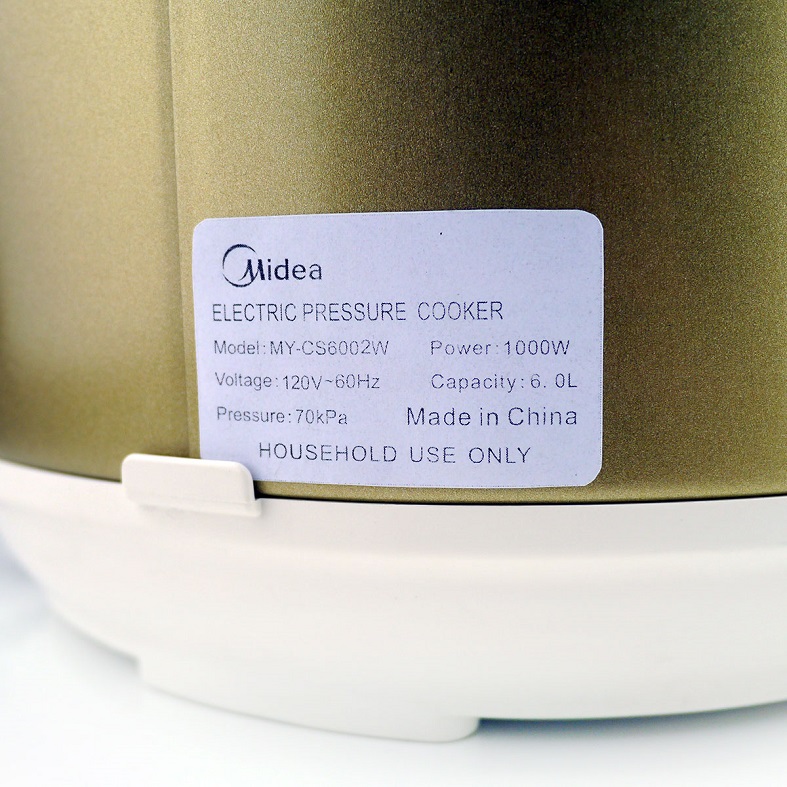 Midea
ELECTRIC PRESSURE COOKER
Model:MY-CS6002W Power:1000W
Voltage:120V~60Hz Capacity:6. 0L
Pressure:70kPa Made in China
HOUSEHOLD USE ONLY